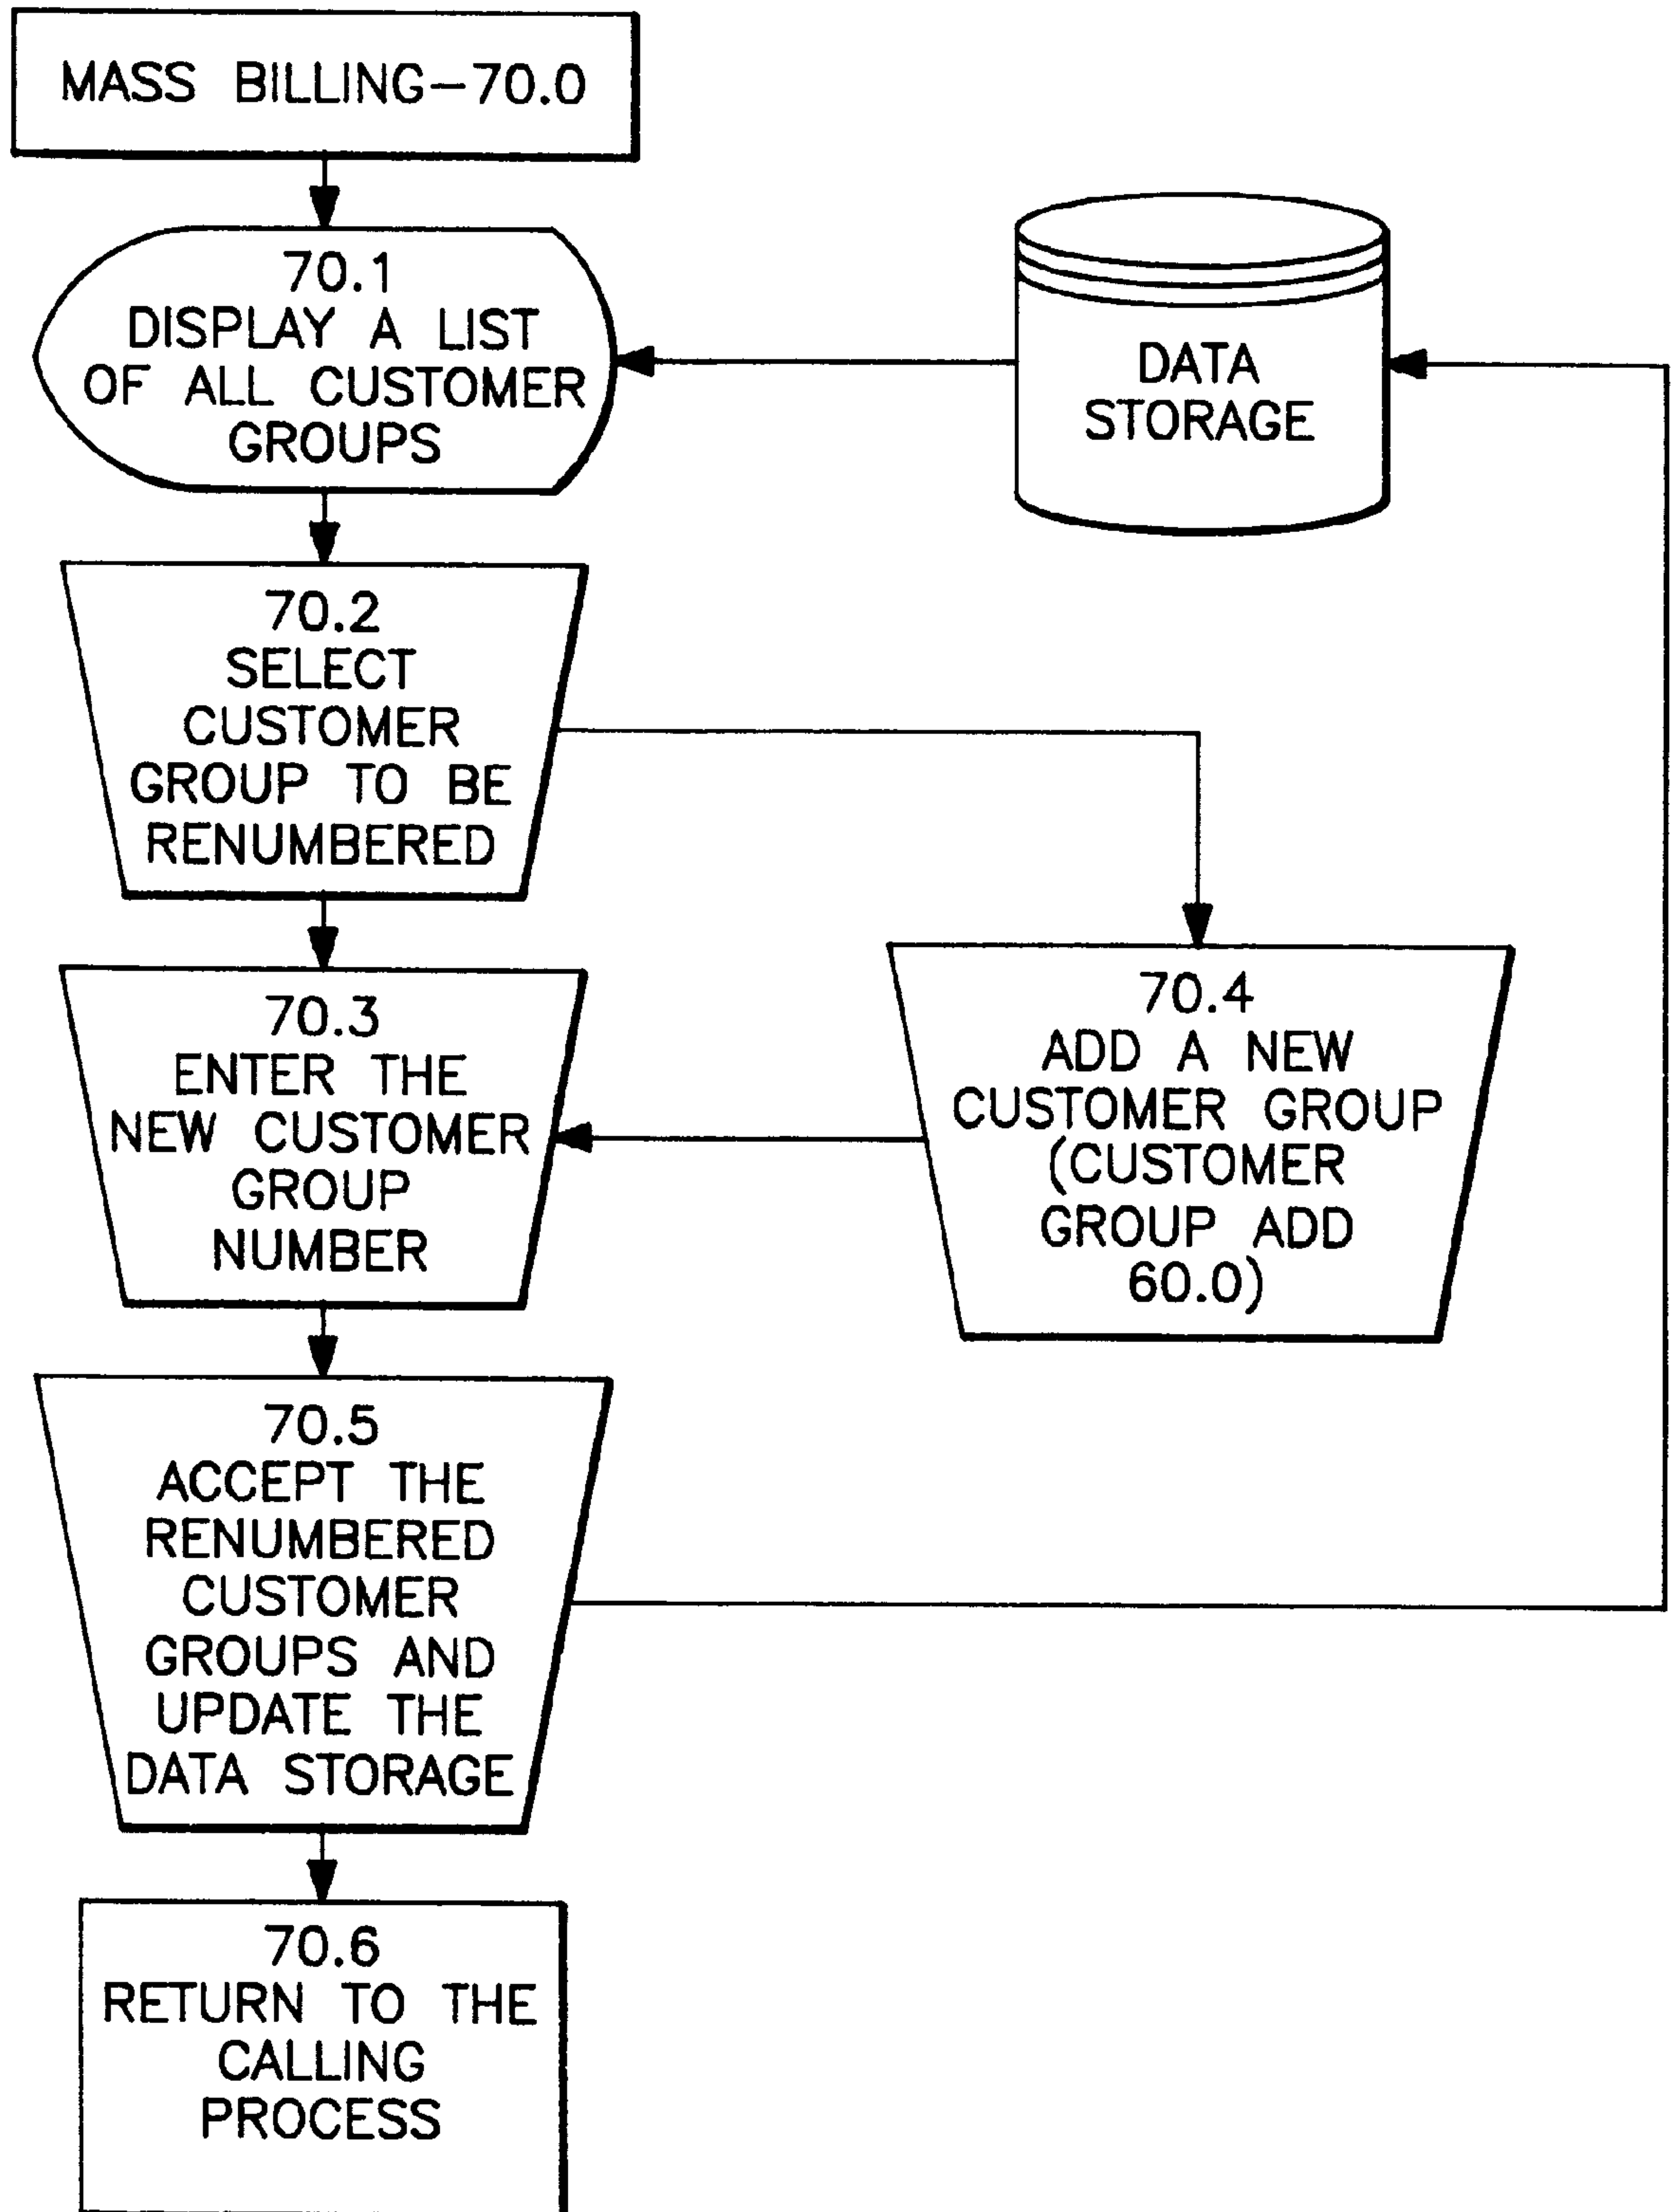 MASS BILLING-70.0
70.1
DISPLAY A LIST
OF ALL CUSTOMER
GROUPS
DATA
STORAGE
70.2
SELECT
CUSTOMER
GROUP TO BE
RENUMBERED
70.3
ENTER THE
NEW CUSTOMER
GROUP
NUMBER
70.4
ADD A NEW
CUSTOMER GROUP
(CUSTOMER
GROUP ADD
60.0)
70.5
ACCEPT THE
RENUMBERED
CUSTOMER
GROUPS AND
UPDATE THE
DATA STORAGE
70.6
RETURN TO THE
CALLING
PROCESS